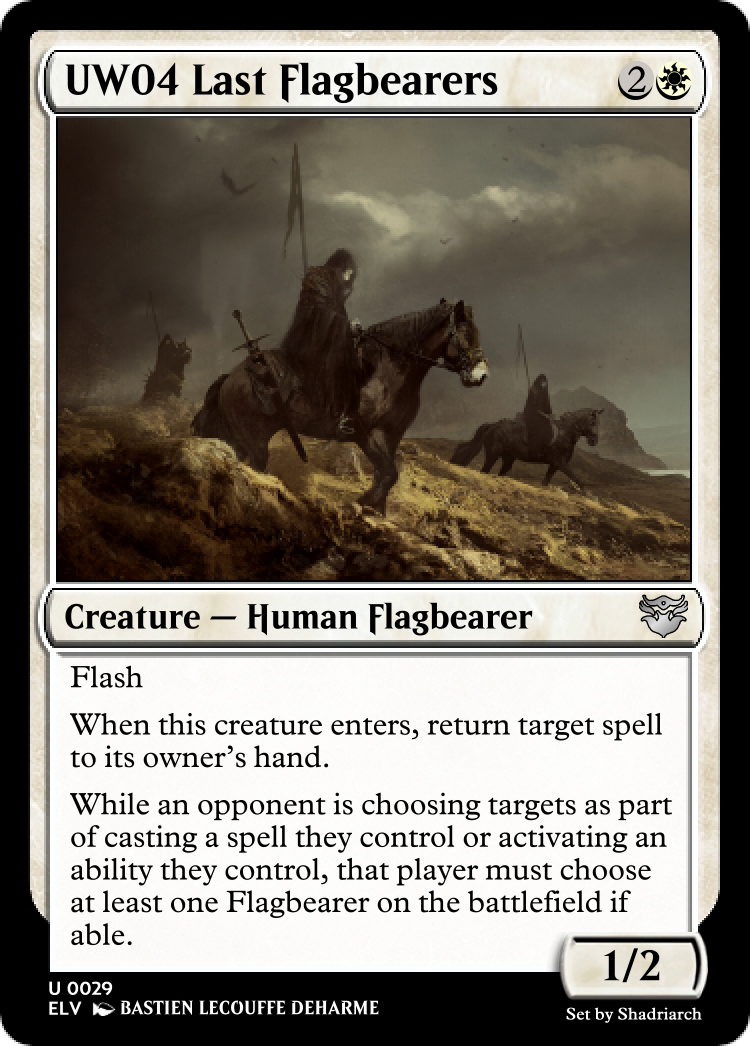 UW04 Last Flagbearers 2
Creature — Human Flagbearer
Flash
When this creature enters, return target spell
to its owner's hand.
While an opponent is choosing targets as part
of casting a spell they control or activating an
ability they control, that player must choose
at least one Flagbearer on the battlefield if
able.
1/2
U 0029
ELV BASTIEN LECOUFFE DEHARME
Set by Shadriarch